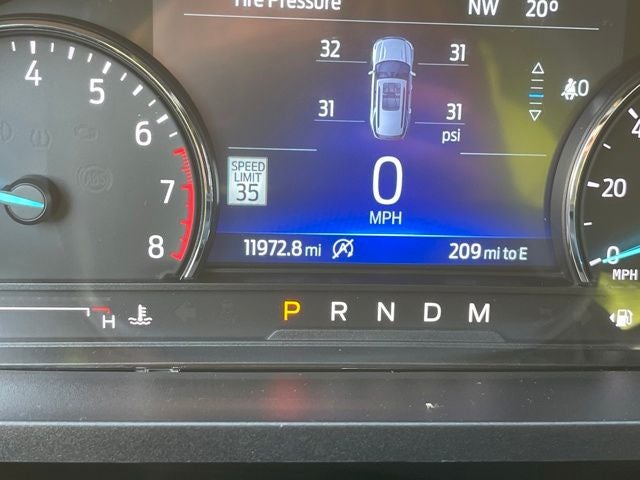 Tire Pressure NW 20°
32 31
31 31
psi
0
SPEED
LIMIT
35
0
MPH
11972.8 mi 209 mi to E
4 5 6 7 8
20
0
MPH
H P R N D M